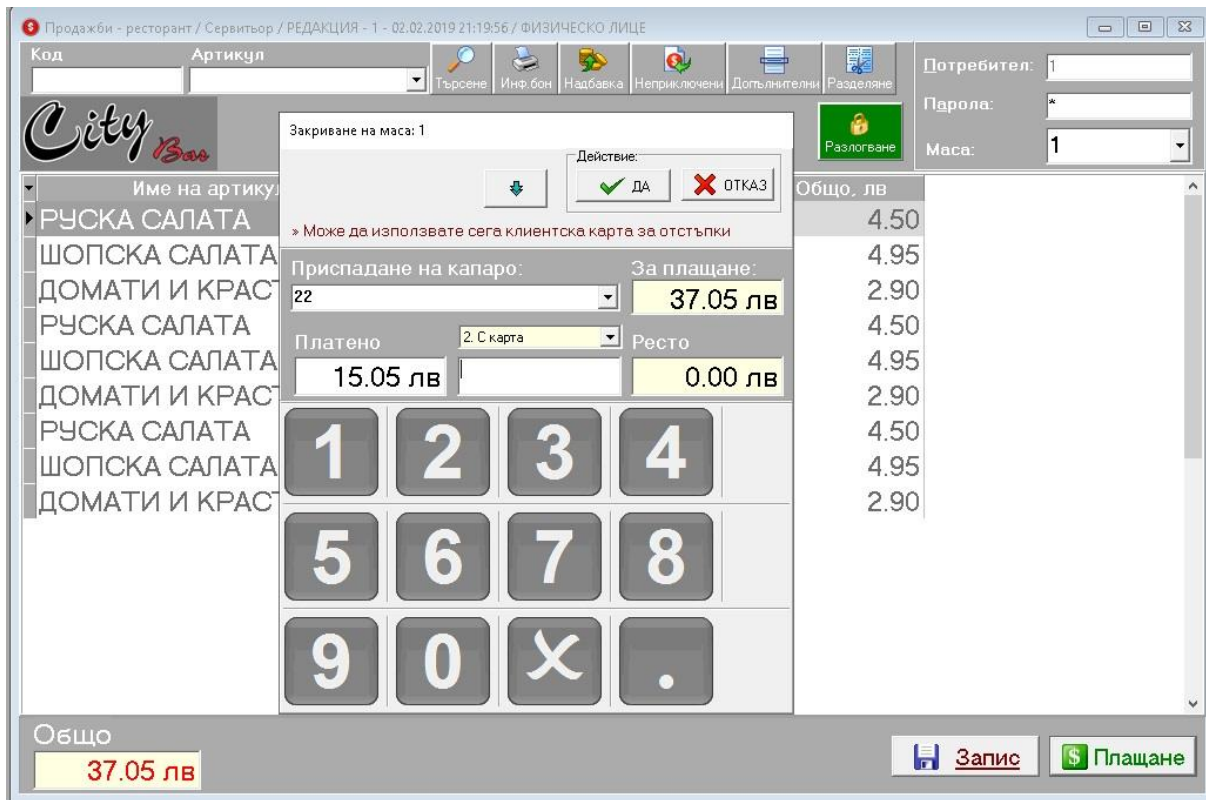 Продажби - ресторант / Сервитьор / РЕДАКЦИЯ - 1 - 02.02.2019 21:19:56 / ФИЗИЧЕСКО ЛИЦЕ
Код Артикул
Търсене Инф.бон Надбавка Неприключени Допълнителни Разделяне
Потребител: 1
Парола: *
Маса: 1
City Bar
Разлогване
Закриване на маса: 1
Действие:
ДА ОТКАЗ
» Може да използвате сега клиентска карта за отстъпки
Приспадане на капаро: За плащане:
22 37.05 лв
Платено 2. С карта Ресто
15.05 лв 0.00 лв
1 2 3 4
5 6 7 8
9 0 X .
Име на артику Общо, лв
РУСКА САЛАТА 4.50
ШОПСКА САЛАТА 4.95
ДОМАТИ И КРАСТ 2.90
РУСКА САЛАТА 4.50
ШОПСКА САЛАТА 4.95
ДОМАТИ И КРАСТ 2.90
РУСКА САЛАТА 4.50
ШОПСКА САЛАТА 4.95
ДОМАТИ И КРАСТ 2.90
Общо
37.05 лв
Запис Плащане